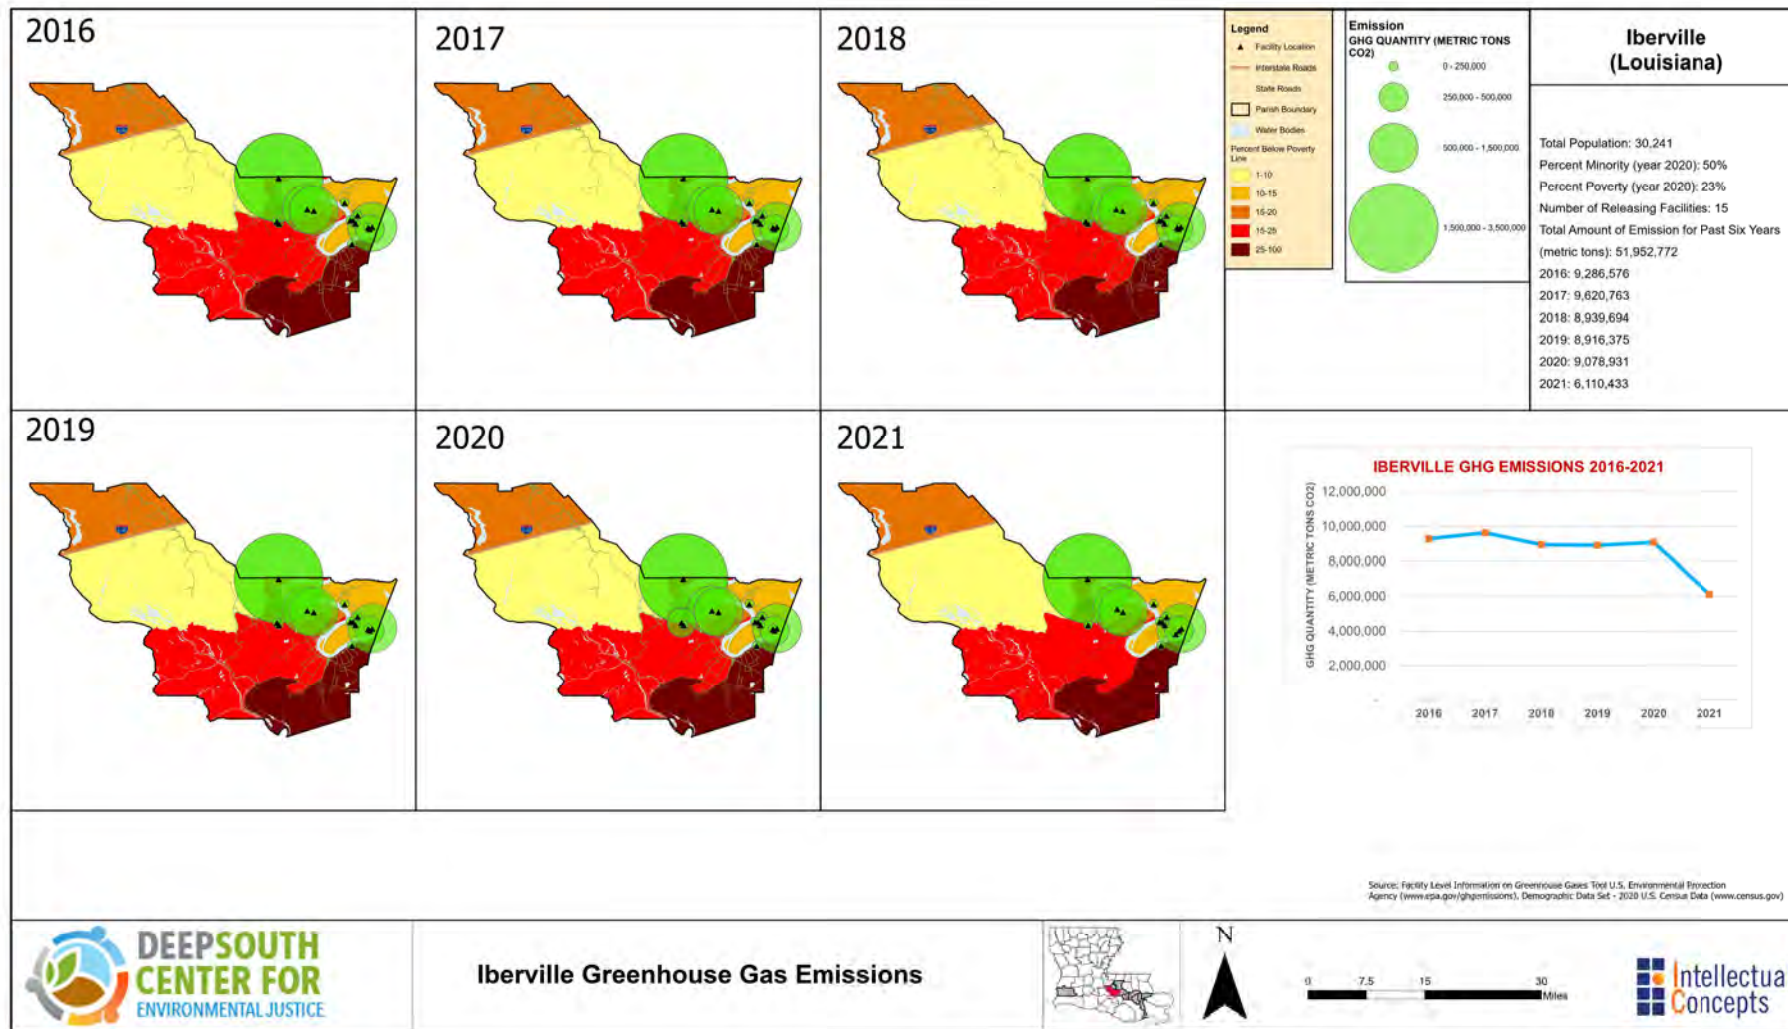 2016
2017
2018
Legend
Facility Location
Interstate Roads
State Roads
Parish Boundary
Water Bodies
Percent Below Poverty
Line
1-10
10-15
15-20
15-25
25-100
Emission
GHG QUANTITY (METRIC TONS
CO2)
0 - 250,000
250,000 - 500,000
500,000 - 1,500,000
1,500,000 - 3,500,000
Iberville
(Louisiana)
Total Population: 30,241
Percent Minority (year 2020): 50%
Percent Poverty (year 2020): 23%
Number of Releasing Facilities: 15
Total Amount of Emission for Past Six Years
(metric tons): 51,952,772
2016: 9,286,576
2017: 9,620,763
2018: 8,939,694
2019: 8,916,375
2020: 9,078,931
2021: 6,110,433
2019
2020
2021
IBERVILLE GHG EMISSIONS 2016-2021
GHG QUANTITY (METRIC TONS CO2)
12,000,000
10,000,000
8,000,000
6,000,000
4,000,000
2,000,000
-
2016 2017 2018 2019 2020 2021
Source: Facility Level Information on Greenhouse Gases Tool U.S. Environmental Protection
Agency (www.epa.gov/ghgemissions), Demographic Data Set - 2020 U.S. Census Data (www.census.gov)
DEEPSOUTH
CENTER FOR
ENVIRONMENTAL JUSTICE
Iberville Greenhouse Gas Emissions
N
0 7.5 15 30
Miles
Intellectua
Concepts